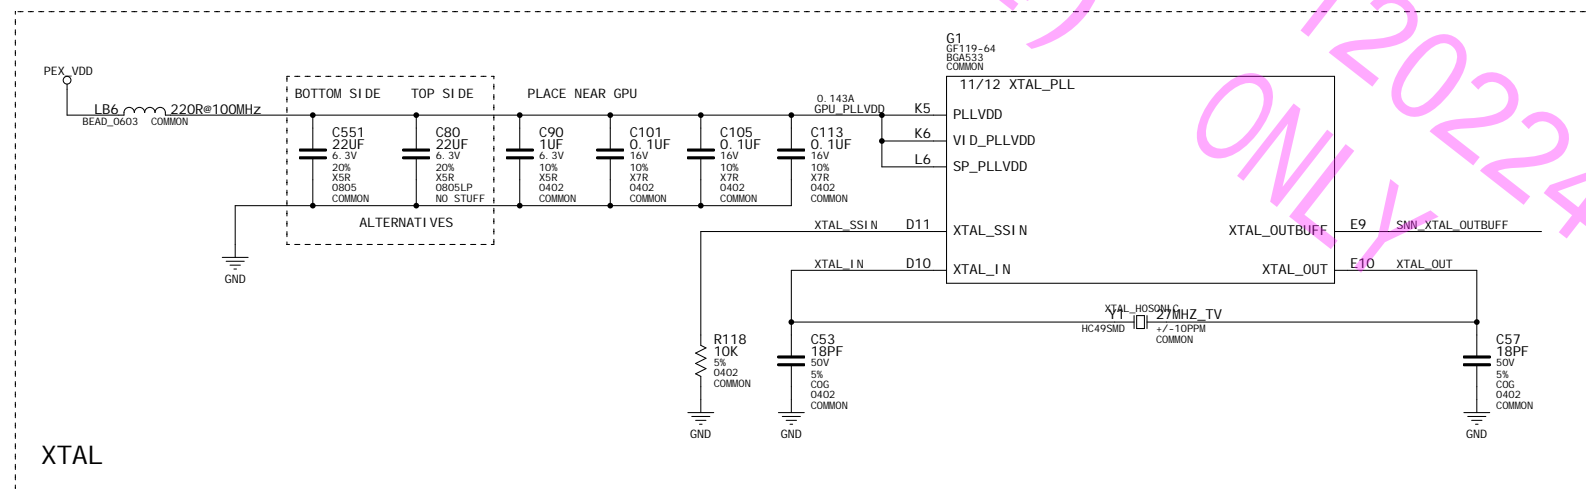 G1
GF119-64
BGA533
COMMON
11/12 XTAL_PLL
PEX_VDD
LB6 220R@100MHz
BEAD_0603 COMMON
BOTTOM SIDE TOP SIDE PLACE NEAR GPU
0.143A
GPU_PLLVDD K5 PLLVDD
K6 VID_PLLVDD
L6 SP_PLLVDD
C551
22UF
6.3V
20%
X5R
0805
COMMON
C80
22UF
6.3V
20%
X5R
0805LP
NO STUFF
C90
1UF
6.3V
10%
X5R
0402
COMMON
C101
0.1UF
16V
10%
X7R
0402
COMMON
C105
0.1UF
16V
10%
X7R
0402
COMMON
C113
0.1UF
16V
10%
X7R
0402
COMMON
ALTERNATIVES
GND
XTAL_SSIN D11 XTAL_SSIN
XTAL_OUTBUFF E9 SNN_XTAL_OUTBUFF
XTAL_IN D10 XTAL_IN
XTAL_OUT E10 XTAL_OUT
XTAL_HOSONLC
Y1 27MHZ_TV
HC49SMD +/-10PPM
COMMON
R118
10K
5%
0402
COMMON
GND
C53
18PF
50V
5%
C0G
0402
COMMON
GND
C57
18PF
50V
5%
C0G
0402
COMMON
GND
XTAL
120224
ONLY